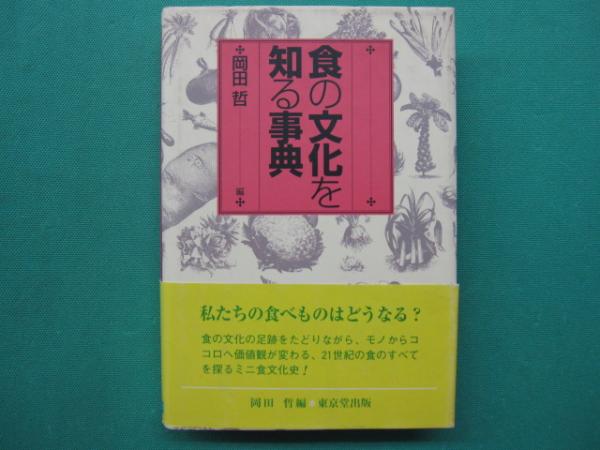 食の文化を
知る事典
岡田 哲
編
私たちの食べものはどうなる？
食の文化の足跡をたどりながら、モノからコ
コロへ価値観が変わる、21世紀の食のすべて
を探るミニ食文化史！
岡田 哲編●東京堂出版